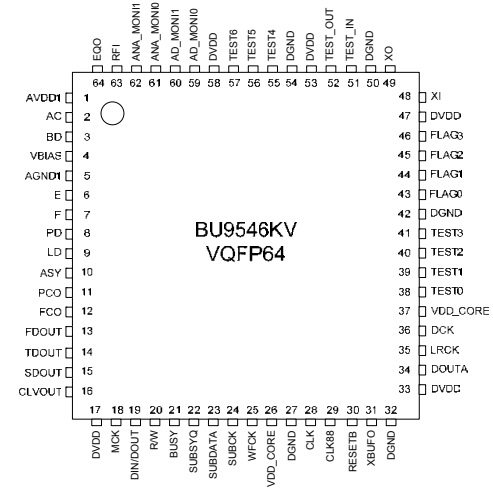 EQO RFI ANA_MONI1 ANA_MONI0 AD_MONI1 AD_MONI0 DVDD TEST6 TEST5 TEST4 DGND DVDD TEST_OUT TEST_IN DGND XO
64 63 62 61 60 59 58 57 56 55 54 53 52 51 50 49
AVDD1 1 48 XI
AC 2 47 DVDD
BD 3 46 FLAG3
VBIAS 4 45 FLAG2
AGND1 5 44 FLAG1
E 6 43 FLAG0
F 7 42 DGND
PD 8 41 TEST3
LD 9 40 TEST2
ASY 10 39 TEST1
PCO 11 38 TEST0
FCO 12 37 VDD_CORE
FDOUT 13 36 DCK
TDOUT 14 35 LRCK
SDOUT 15 34 DOUTA
CLVOUT 16 33 DVDD
BU9546KV
VQFP64
17 18 19 20 21 22 23 24 25 26 27 28 29 30 31 32
DVDD MCK DIN/DOUT R/W BUSY SUBSYQ SUBDATA SUBCK WFCK VDD_CORE DGND CLK CLK88 RESETB XBUFO DGND